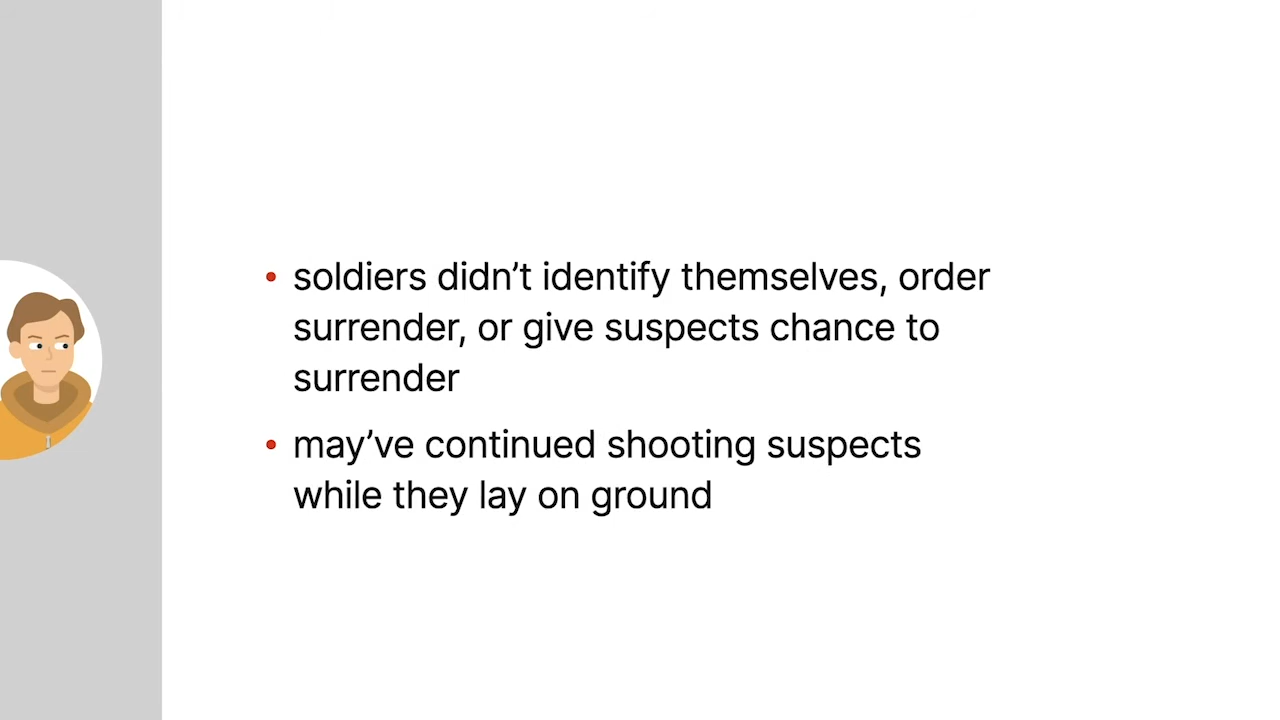 • soldiers didn’t identify themselves, order
surrender, or give suspects chance to
surrender
• may’ve continued shooting suspects
while they lay on ground